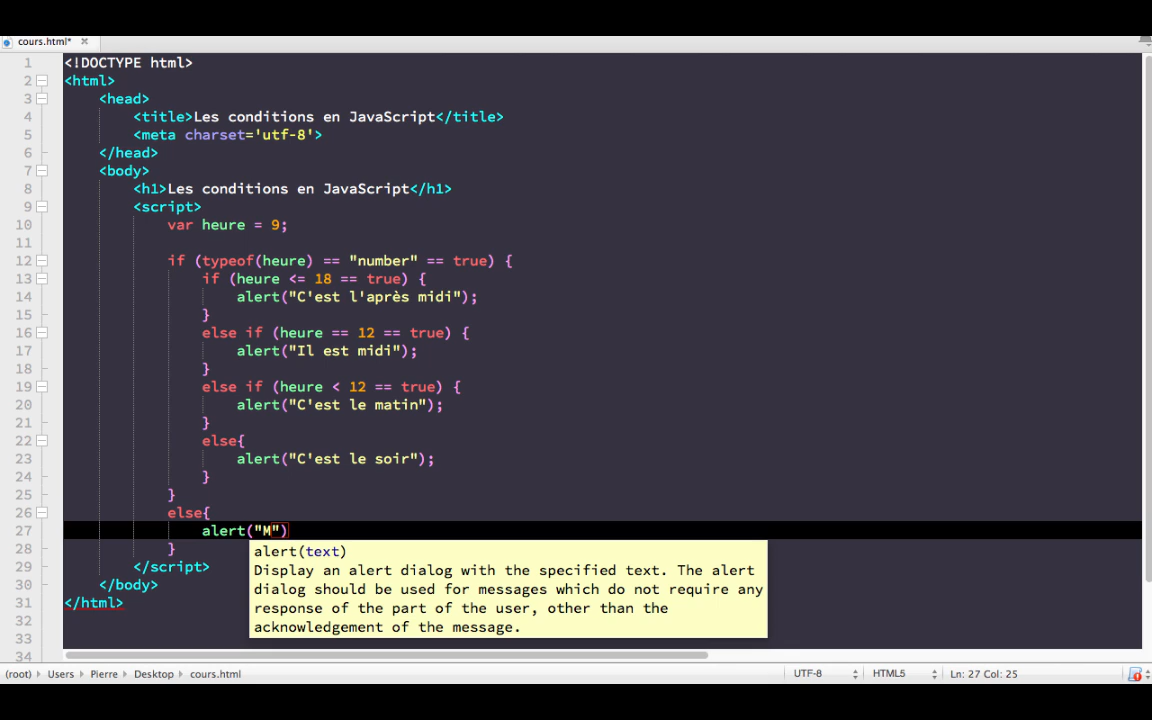 cours.html*
1 <!DOCTYPE html>
2 <html>
3 <head>
4 <title>Les conditions en JavaScript</title>
5 <meta charset='utf-8'>
6 </head>
7 <body>
8 <h1>Les conditions en JavaScript</h1>
9 <script>
10 var heure = 9;
11
12 if (typeof(heure) == "number" == true) {
13 if (heure <= 18 == true) {
14 alert("C'est l'après midi");
15 }
16 else if (heure == 12 == true) {
17 alert("Il est midi");
18 }
19 else if (heure < 12 == true) {
20 alert("C'est le matin");
21 }
22 else{
23 alert("C'est le soir");
24 }
25 }
26 else{
27 alert("M")
28 }
29 </script>
30 </body>
31 </html>
32
33
34
alert(text)
Display an alert dialog with the specified text. The alert
dialog should be used for messages which do not require any
response of the part of the user, other than the
acknowledgement of the message.
(root) Users Pierre Desktop cours.html UTF-8 HTML5 Ln: 27 Col: 25